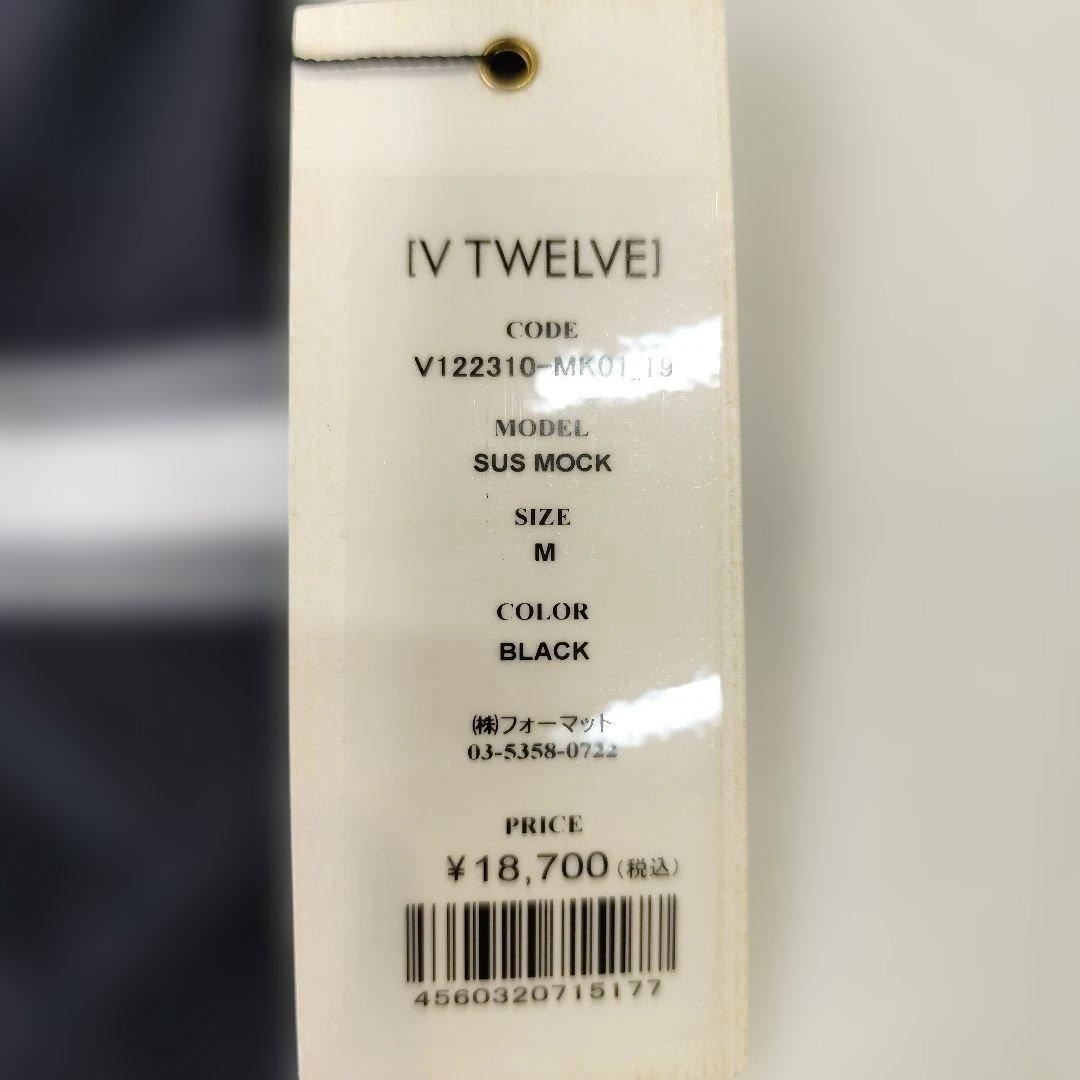 [V TWELVE]
CODE
V122310-MK01_19
MODEL
SUS MOCK
SIZE
M
COLOR
BLACK
㈱フォーマット
03-5358-0722
PRICE
¥18,700(税込)
4560320715177